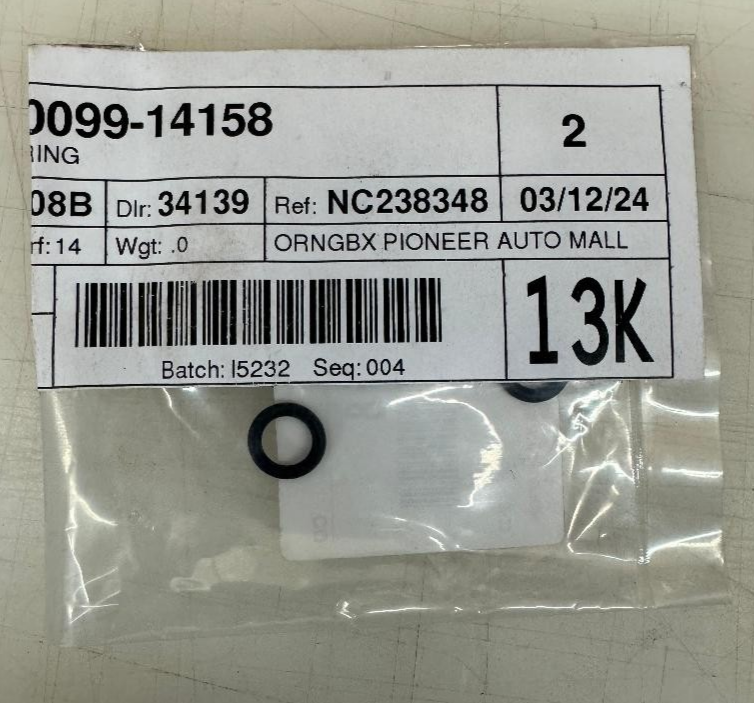 0099-14158
2
RING
08B
Dlr: 34139
Ref: NC238348
03/12/24
rf: 14
Wgt: .0
ORNGBX PIONEER AUTO MALL
13K
Batch: I5232 Seq: 004